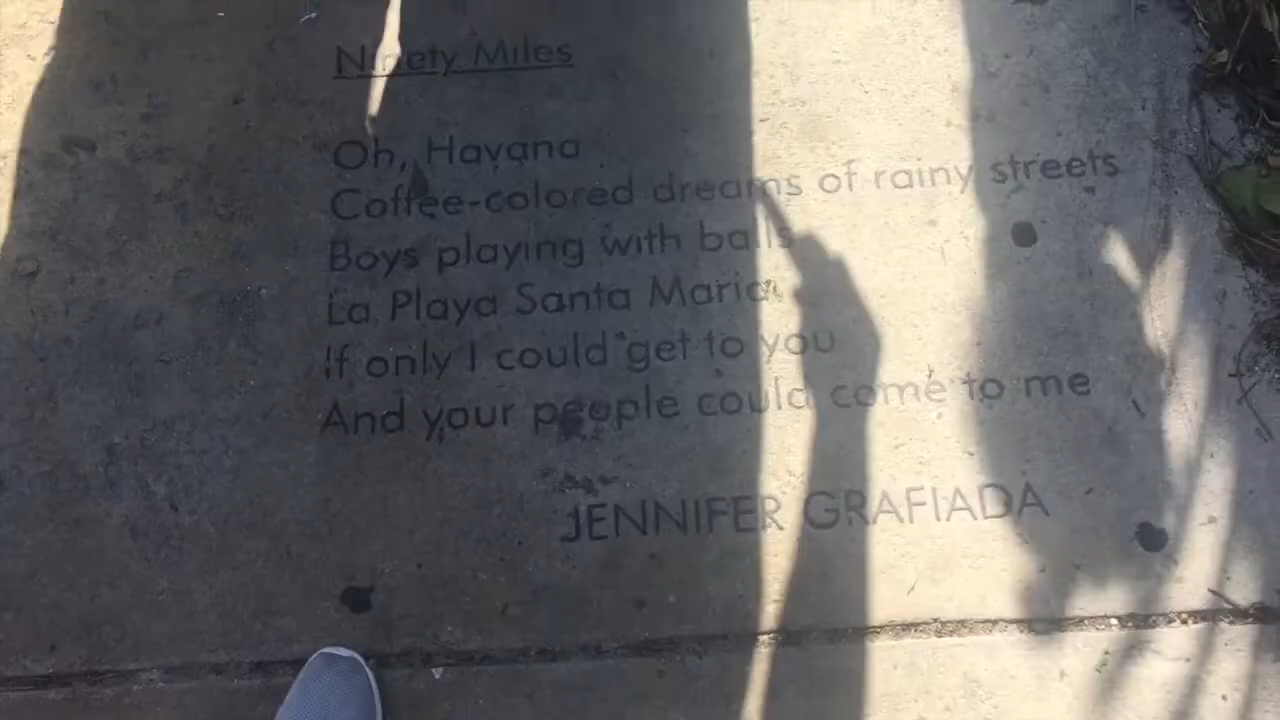 Ninety Miles
Oh, Havana
Coffee-colored dreams of rainy streets
Boys playing with balls
La Playa Santa Maria
If only I could get to you
And your people could come to me
JENNIFER GRAFIADA